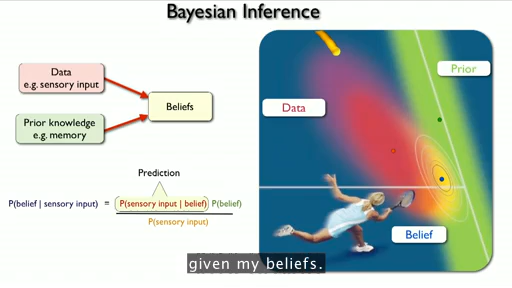 Bayesian Inference
Data
e.g. sensory input
Prior knowledge
e.g. memory
Beliefs
Prediction
P(belief | sensory input) = P(sensory input | belief) P(belief)
P(sensory input)
Prior
Data
Belief
given my beliefs.